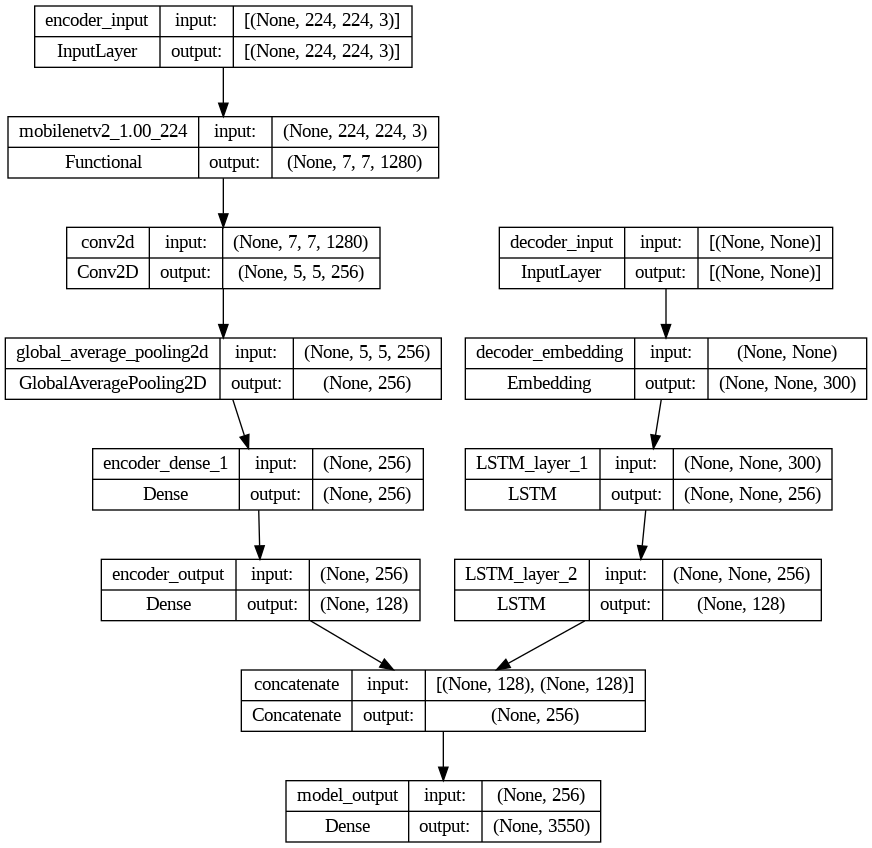 encoder_input input: [(None, 224, 224, 3)]
InputLayer output: [(None, 224, 224, 3)]
mobilenetv2_1.00_224 input: (None, 224, 224, 3)
Functional output: (None, 7, 7, 1280)
conv2d input: (None, 7, 7, 1280)
Conv2D output: (None, 5, 5, 256)
decoder_input input: [(None, None)]
InputLayer output: [(None, None)]
global_average_pooling2d input: (None, 5, 5, 256)
GlobalAveragePooling2D output: (None, 256)
decoder_embedding input: (None, None)
Embedding output: (None, None, 300)
encoder_dense_1 input: (None, 256)
Dense output: (None, 256)
LSTM_layer_1 input: (None, None, 300)
LSTM output: (None, None, 256)
encoder_output input: (None, 256)
Dense output: (None, 128)
LSTM_layer_2 input: (None, None, 256)
LSTM output: (None, 128)
concatenate input: [(None, 128), (None, 128)]
Concatenate output: (None, 256)
model_output input: (None, 256)
Dense output: (None, 3550)